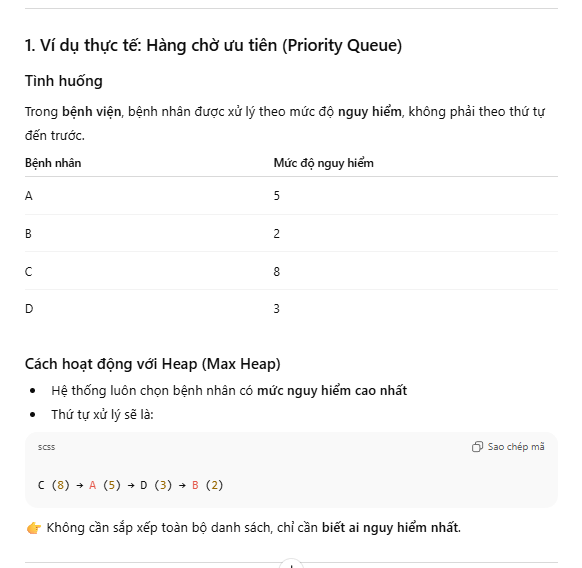 1. Ví dụ thực tế: Hàng chờ ưu tiên (Priority Queue)
Tình huống
Trong bệnh viện, bệnh nhân được xử lý theo mức độ nguy hiểm, không phải theo thứ tự
đến trước.
Bệnh nhân Mức độ nguy hiểm
A 5
B 2
C 8
D 3
Cách hoạt động với Heap (Max Heap)
• Hệ thống luôn chọn bệnh nhân có mức nguy hiểm cao nhất
• Thứ tự xử lý sẽ là:
scss Sao chép mã
C (8) → A (5) → D (3) → B (2)
👉 Không cần sắp xếp toàn bộ danh sách, chỉ cần biết ai nguy hiểm nhất.